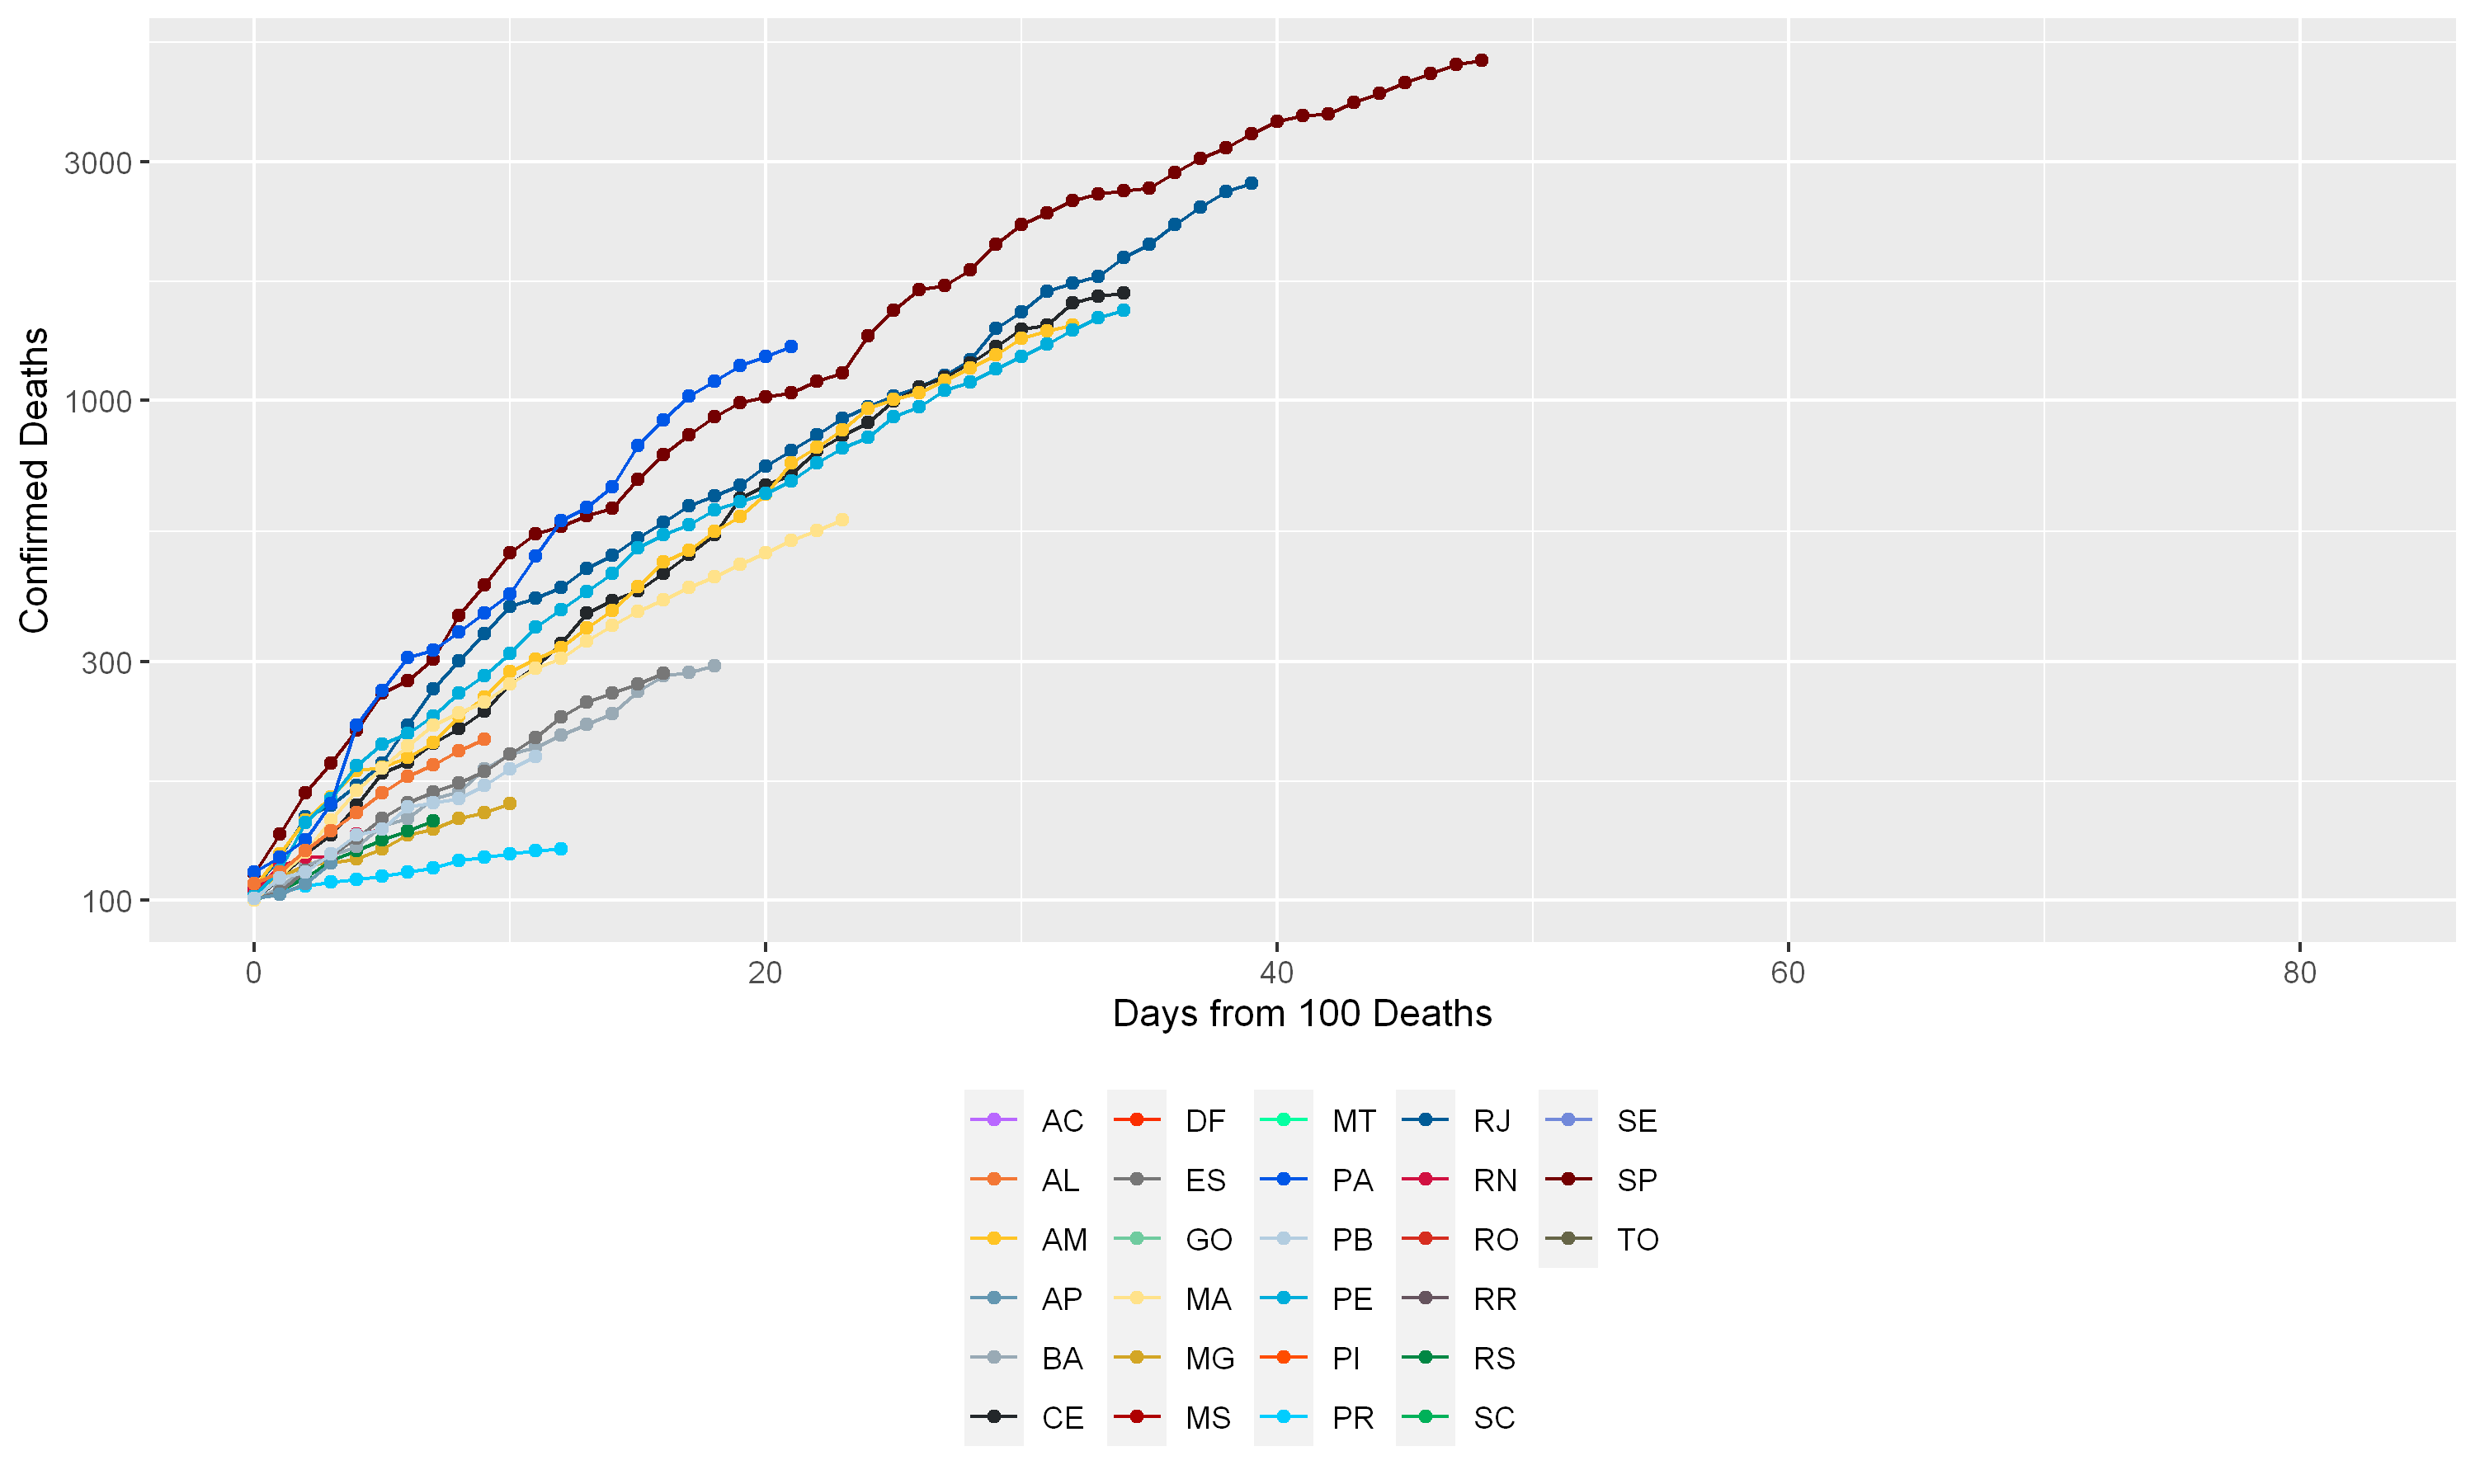 Confirmed Deaths
3000
1000
300
100
0 20 40 60 80
Days from 100 Deaths
AC DF MT RJ SE
AL ES PA RN SP
AM GO PB RO TO
AP MA PE RR
BA MG PI RS
CE MS PR SC